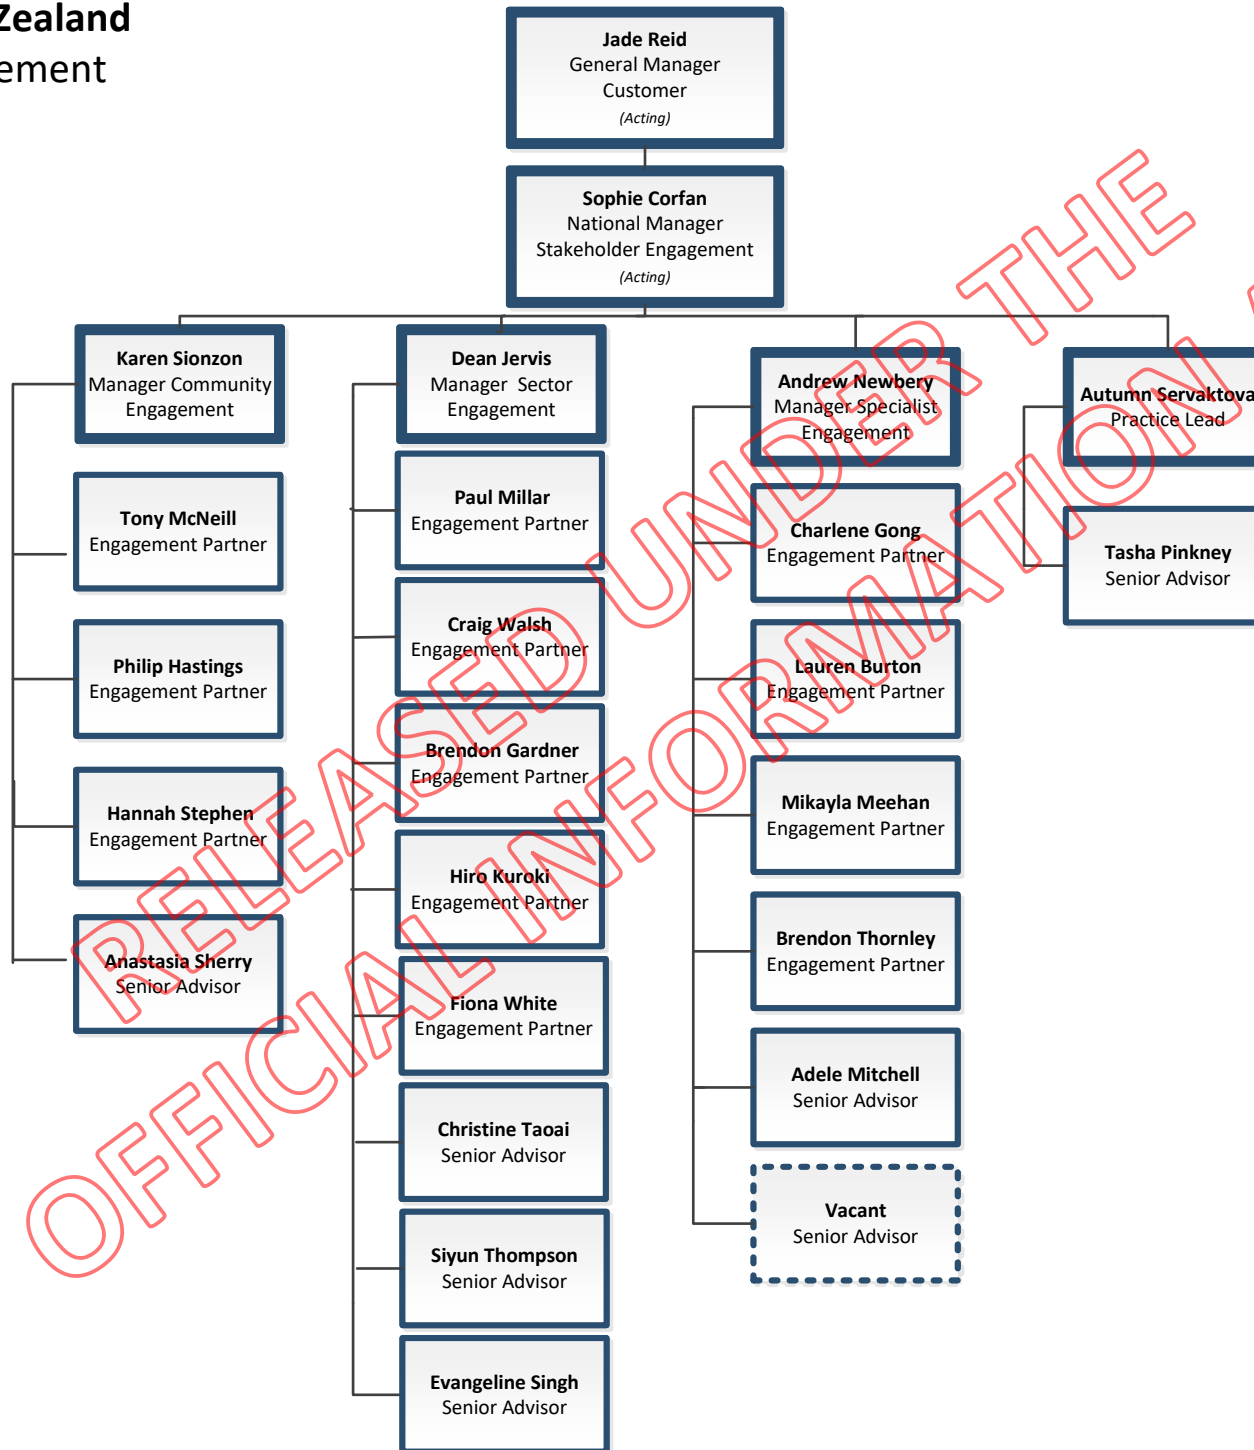 Zealand
ement
Jade Reid
General Manager
Customer
(Acting)
Sophie Corfan
National Manager
Stakeholder Engagement
(Acting)
Karen Sionzon
Manager Community
Engagement
Tony McNeill
Engagement Partner
Philip Hastings
Engagement Partner
Hannah Stephen
Engagement Partner
Anastasia Sherry
Senior Advisor
Dean Jervis
Manager Sector
Engagement
Paul Millar
Engagement Partner
Craig Walsh
Engagement Partner
Brendon Gardner
Engagement Partner
Hiro Kuroki
Engagement Partner
Fiona White
Engagement Partner
Christine Taoai
Senior Advisor
Siyun Thompson
Senior Advisor
Evangeline Singh
Senior Advisor
Andrew Newbery
Manager Specialist
Engagement
Charlene Gong
Engagement Partner
Lauren Burton
Engagement Partner
Mikayla Meehan
Engagement Partner
Brendon Thornley
Engagement Partner
Adele Mitchell
Senior Advisor
Vacant
Senior Advisor
Autumn Servaktova
Practice Lead
Tasha Pinkney
Senior Advisor
RELEASED UNDER THE
OFFICIAL INFORMATION